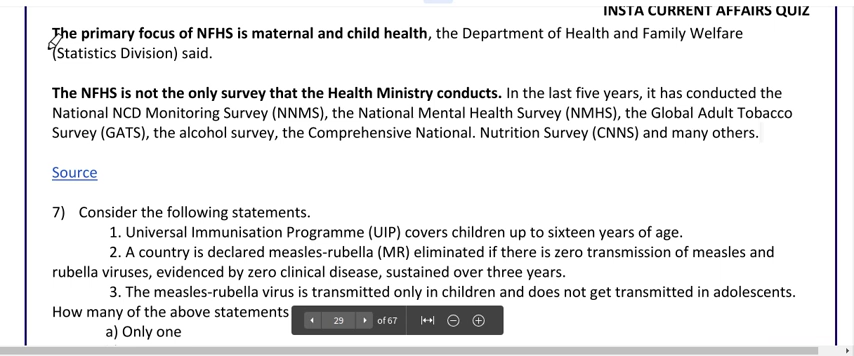 INSTA CURRENT AFFAIRS QUIZ
The primary focus of NFHS is maternal and child health, the Department of Health and Family Welfare
(Statistics Division) said.
The NFHS is not the only survey that the Health Ministry conducts. In the last five years, it has conducted the
National NCD Monitoring Survey (NNMS), the National Mental Health Survey (NMHS), the Global Adult Tobacco
Survey (GATS), the alcohol survey, the Comprehensive National. Nutrition Survey (CNNS) and many others.
Source
7) Consider the following statements.
1. Universal Immunisation Programme (UIP) covers children up to sixteen years of age.
2. A country is declared measles-rubella (MR) eliminated if there is zero transmission of measles and
rubella viruses, evidenced by zero clinical disease, sustained over three years.
3. The measles-rubella virus is transmitted only in children and does not get transmitted in adolescents.
How many of the above statements
29 of 67
a) Only one